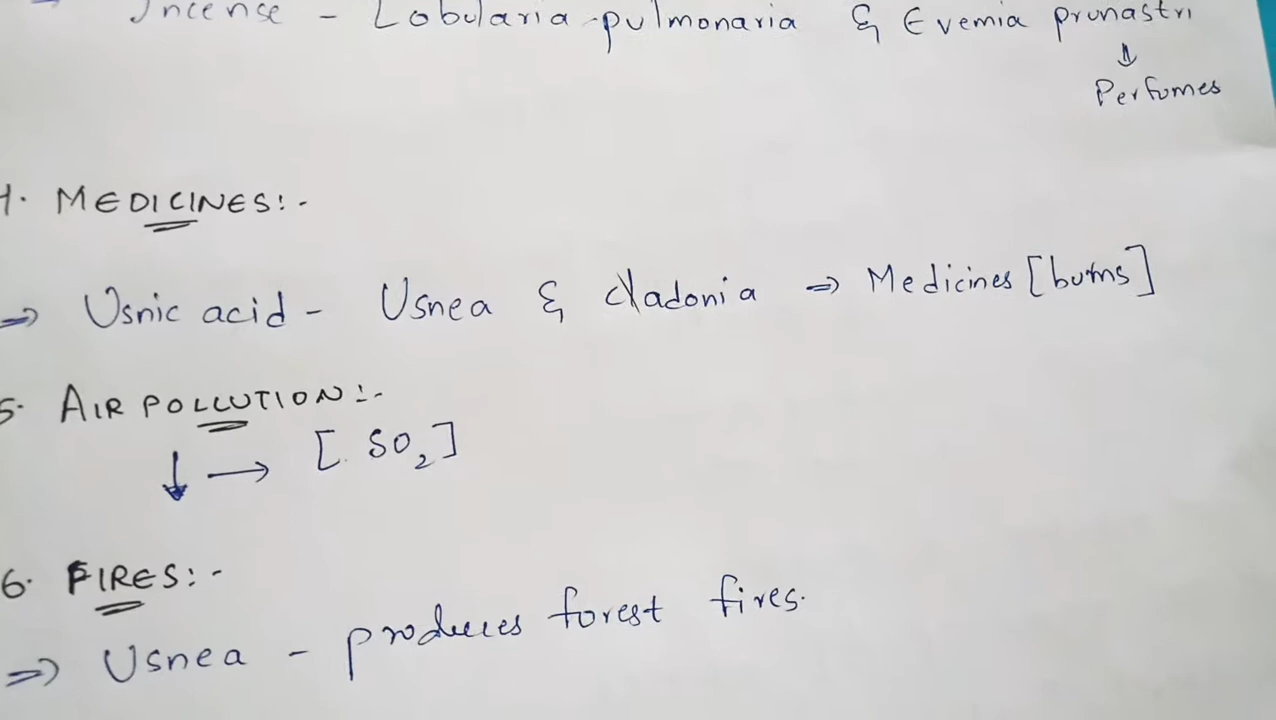 Incense - Lobularia pulmonaria & Evernia prunastri
↓
Perfumes
4. MEDICINES:-
⇒ Usnic acid - Usnea & Cladonia ⇒ Medicines [burns]
5. AIR POLLUTION:-
↓ → [SO₂]
6. FIRES:-
⇒ Usnea - produces forest fires.